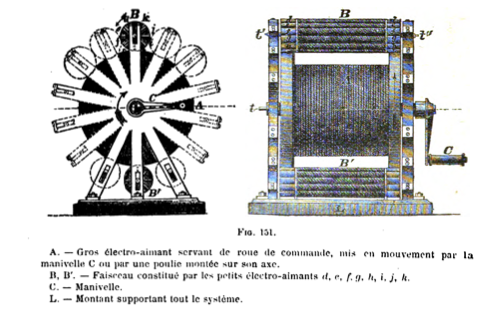 B
k
B
t'
t''
A
t
C
B'
B'
L
FIG. 151.
A. — Gros électro-aimant servant de roue de commande, mis en mouvement par la
manivelle C ou par une poulie montée sur son axe.
B, B'. — Faisceau constitué par les petits électro-aimants d, e, f, g, h, i, j, k.
C. — Manivelle.
L. — Montant supportant tout le système.